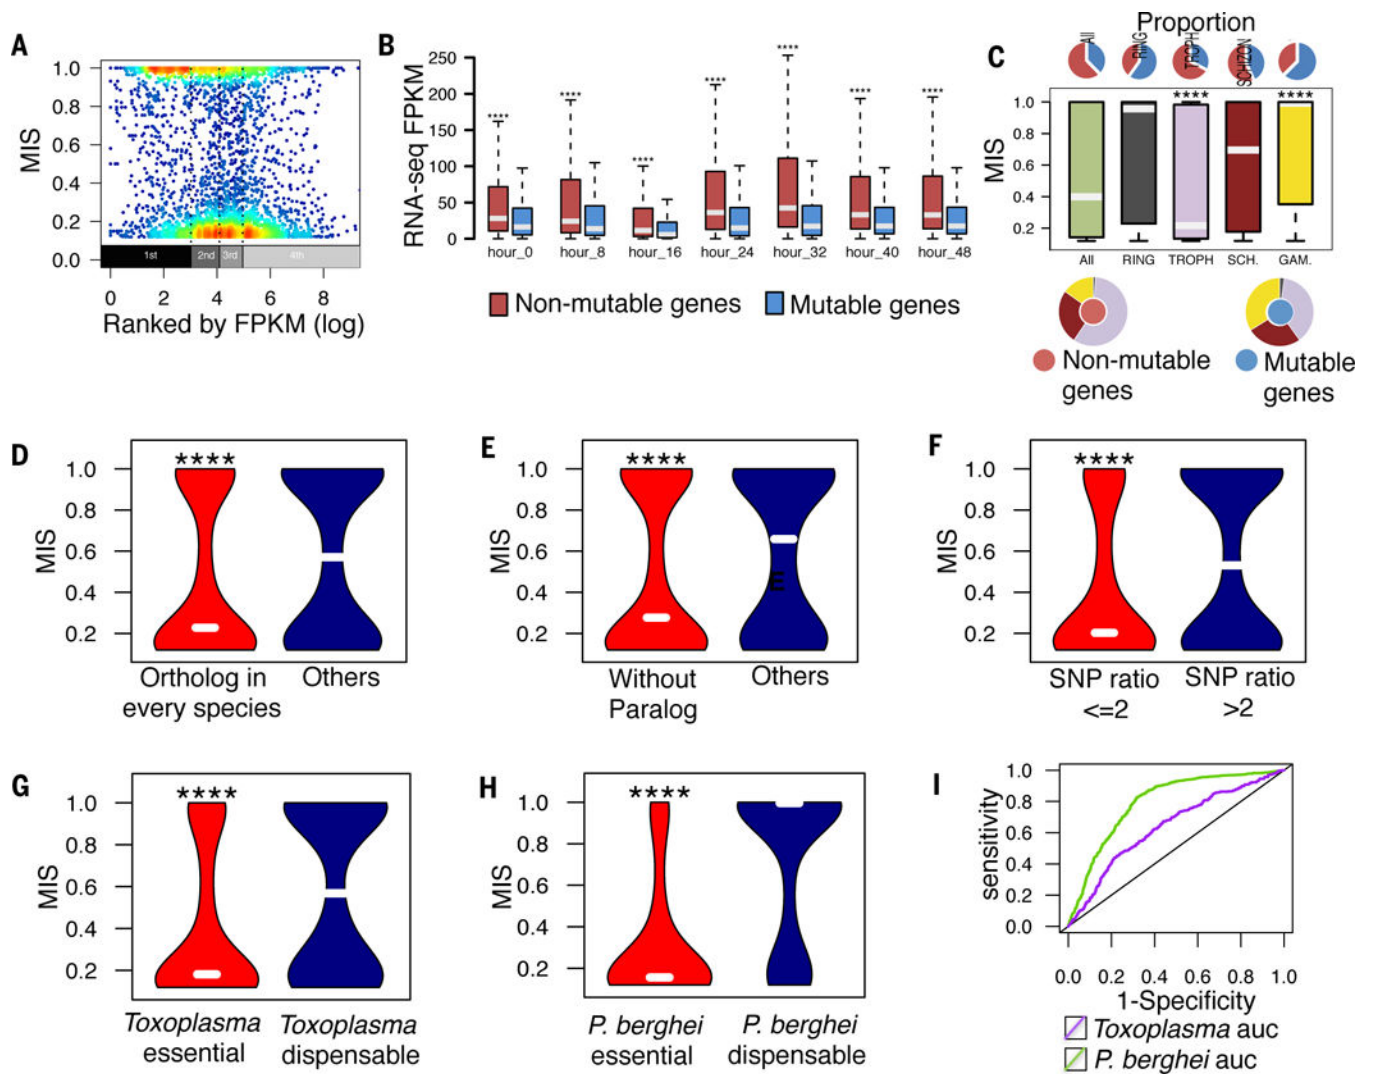 A
MIS
1.0
0.8
0.6
0.4
0.2
0.0
1st
2nd
3rd
4th
0 2 4 6 8
Ranked by FPKM (log)
B
RNA-seq FPKM
250
200
150
100
50
0
****
****
****
****
****
****
****
hour_0 hour_8 hour_16 hour_24 hour_32 hour_40 hour_48
Non-mutable genes
Mutable genes
C
Proportion
All
RING
TROPH
SCHIZON
MIS
1.0
0.8
0.6
0.4
0.2
**** ****
All RING TROPH SCH. GAM.
Non-mutable
genes
Mutable
genes
D
MIS
1.0
0.8
0.6
0.4
0.2
****
Ortholog in
every species
Others
E
MIS
1.0
0.8
0.6
0.4
0.2
****
E
Without
Paralog
Others
F
MIS
1.0
0.8
0.6
0.4
0.2
****
SNP ratio
<=2
SNP ratio
>2
G
MIS
1.0
0.8
0.6
0.4
0.2
****
Toxoplasma
essential
Toxoplasma
dispensable
H
MIS
1.0
0.8
0.6
0.4
0.2
****
P. berghei
essential
P. berghei
dispensable
I
sensitivity
1.0
0.8
0.6
0.4
0.2
0.0
0.0 0.2 0.4 0.6 0.8 1.0
1-Specificity
Toxoplasma auc
P. berghei auc